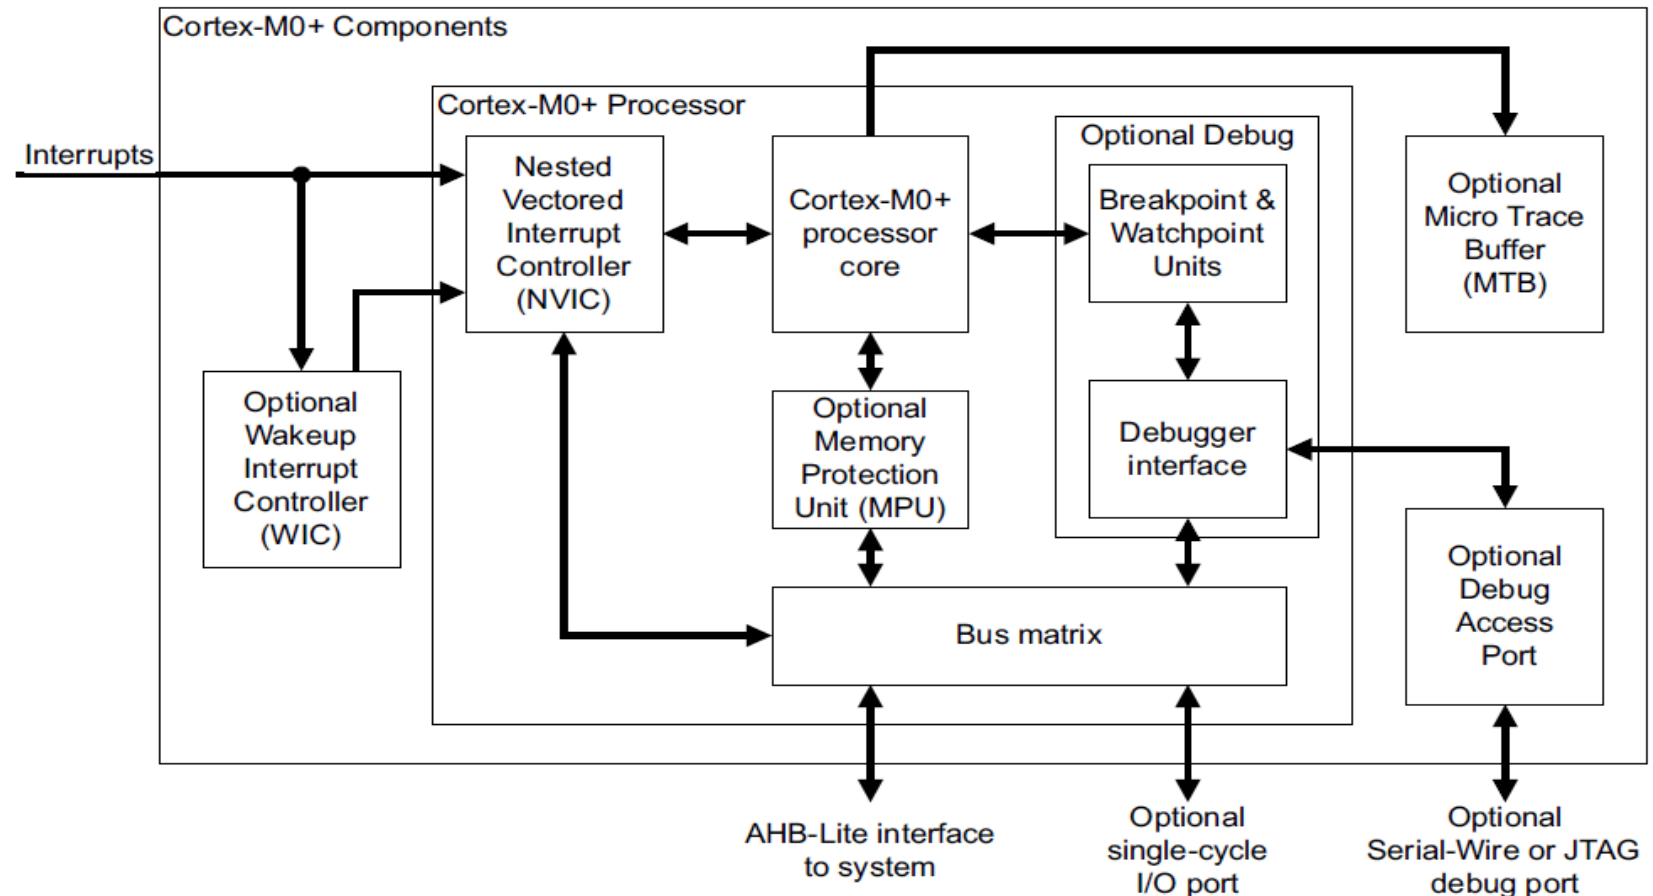 Cortex-M0+ Components
Cortex-M0+ Processor
Interrupts
Nested
Vectored
Interrupt
Controller
(NVIC)
Cortex-M0+
processor
core
Optional Debug
Breakpoint &
Watchpoint
Units
Optional
Micro Trace
Buffer
(MTB)
Optional
Wakeup
Interrupt
Controller
(WIC)
Optional
Memory
Protection
Unit (MPU)
Debugger
interface
Optional
Debug
Access
Port
Bus matrix
AHB-Lite interface
to system
Optional
single-cycle
I/O port
Optional
Serial-Wire or JTAG
debug port